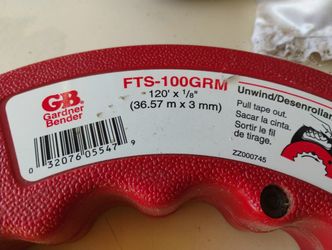 GB
Gardner
Bender
FTS-100GRM
120' x 1/8"
(36.57 m x 3 mm)
0 32076 05547 9
Unwind/Desenrollar
Pull tape out.
Sacar la cinta.
Sortir le fil
de tirage.
ZZ000745